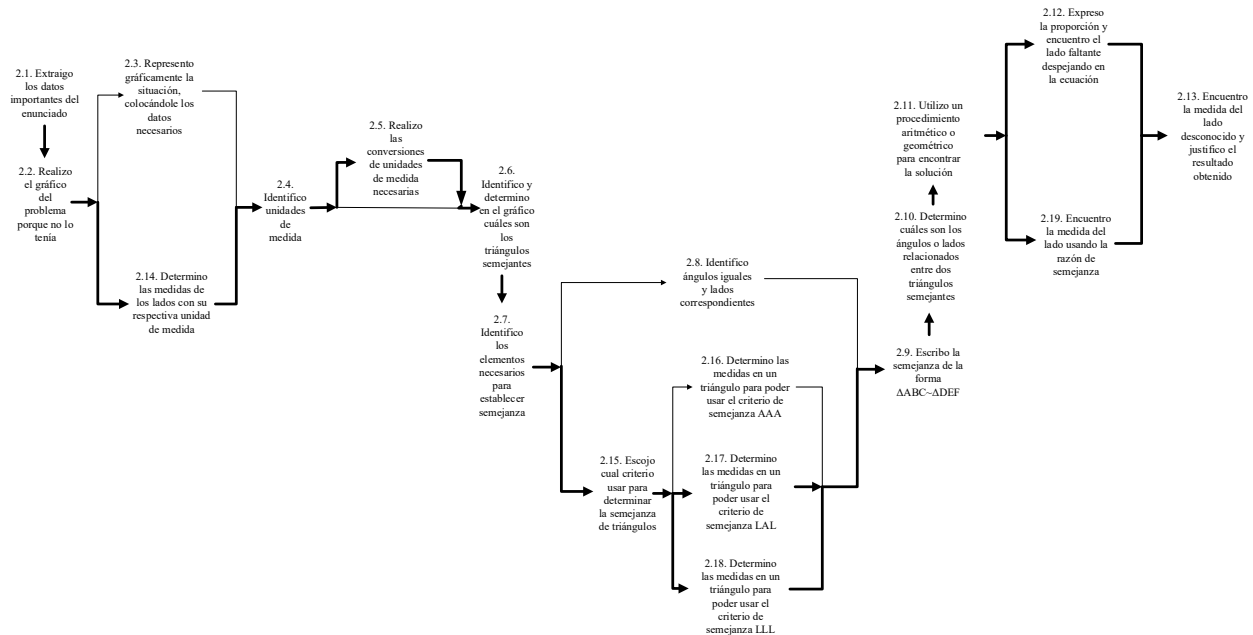 2.1. Extraigo
los datos
importantes del
enunciado
2.2. Realizo
el gráfico
del
problema
porque no lo
tenía
2.3. Represento
gráficamente la
situación,
colocándole los
datos
necesarios
2.14. Determino
las medidas de
los lados con su
respectiva unidad
de medida
2.4.
Identifico
unidades
de
medida
2.5. Realizo
las
conversiones
de unidades
de medida
necesarias
2.6.
Identifico y
determino
en el gráfico
cuáles son
los
triángulos
semejantes
2.7.
Identifico
los
elementos
necesarios
para
establecer
semejanza
2.8. Identifico
ángulos iguales
y lados
correspondientes
2.15. Escojo
cual criterio
usar para
determinar
la semejanza
de triángulos
2.16. Determino las
medidas en un
triángulo para poder
usar el criterio de
semejanza AAA
2.17. Determino
las medidas en un
triángulo para
poder usar el
criterio de
semejanza LAL
2.18. Determino
las medidas en un
triángulo para
poder usar el
criterio de
semejanza LLL
2.9. Escribo la
semejanza de la
forma
ΔABC~ΔDEF
2.10. Determino
cuáles son los
ángulos o lados
relacionados
entre dos
triángulos
semejantes
2.11. Utilizo un
procedimiento
aritmético o
geométrico
para encontrar
la solución
2.12. Expreso
la proporción y
encuentro el
lado faltante
despejando en
la ecuación
2.19. Encuentro
la medida del
lado usando la
razón de
semejanza
2.13. Encuentro
la medida del
lado
desconocido y
justifico el
resultado
obtenido